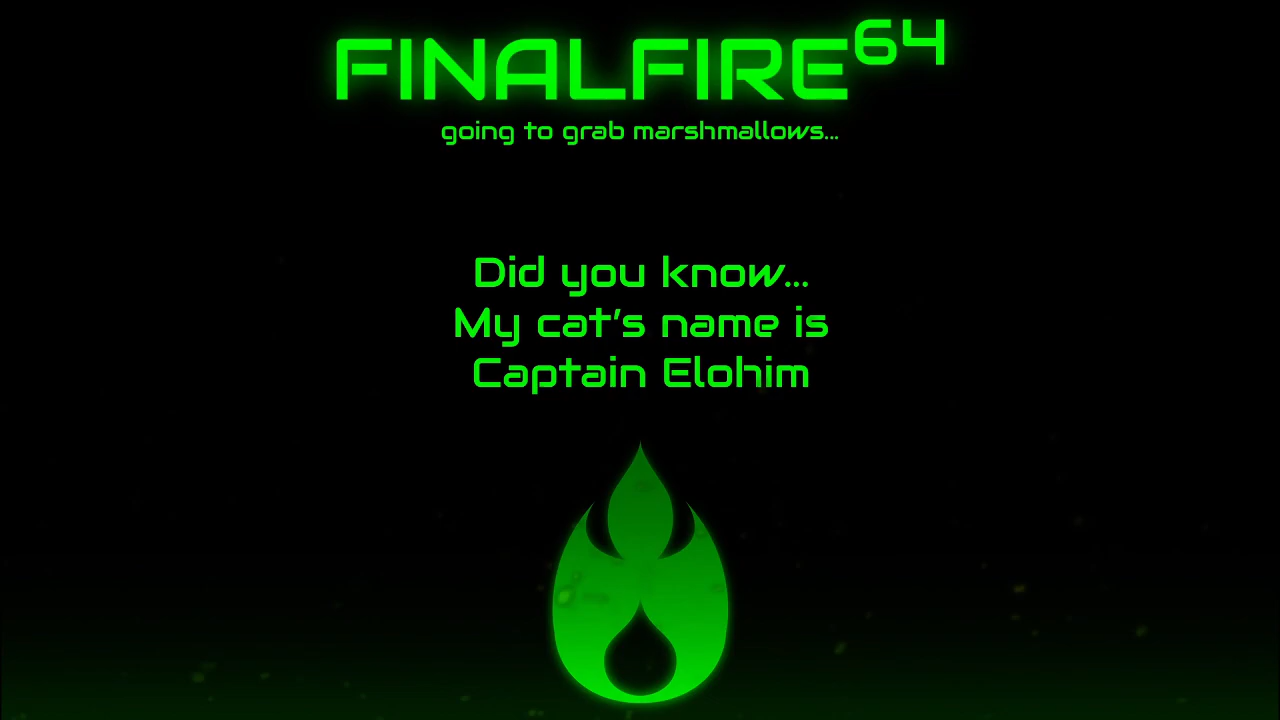 FINALFIRE64
going to grab marshmallows...
Did you know...
My cat's name is
Captain Elohim